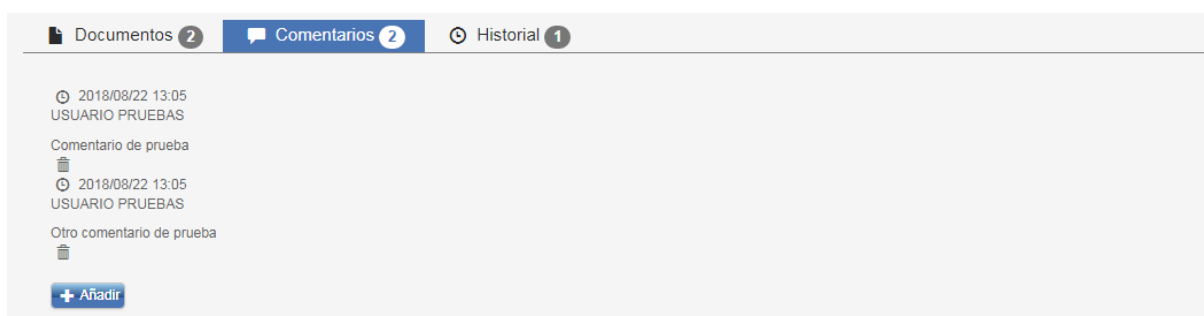 Documentos 2 Comentarios 2 Historial 1
2018/08/22 13:05
USUARIO PRUEBAS
Comentario de prueba
2018/08/22 13:05
USUARIO PRUEBAS
Otro comentario de prueba
Añadir